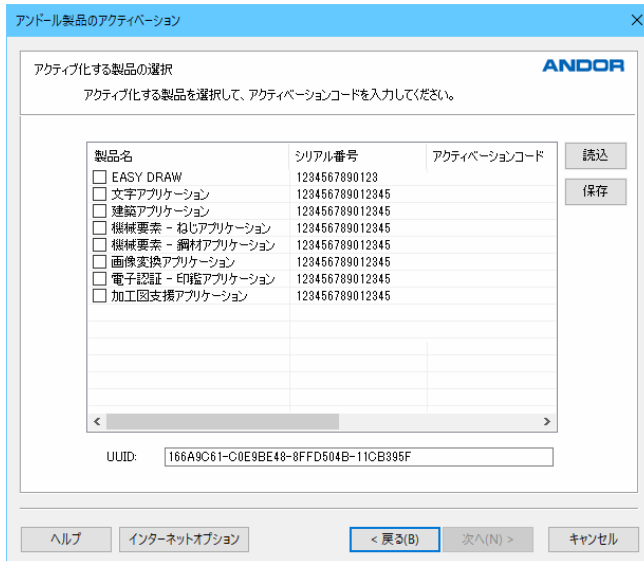 アンドール製品のアクティベーション
アクティブ化する製品の選択
ANDOR
アクティブ化する製品を選択して、アクティベーションコードを入力してください。
製品名 シリアル番号 アクティベーションコード
読込
EASY DRAW 1234567890123
文字アプリケーション 123456789012345
保存
建築アプリケーション 123456789012345
機械要素 - ねじアプリケーション 123456789012345
機械要素 - 鋼材アプリケーション 123456789012345
画像変換アプリケーション 123456789012345
電子認証 - 印鑑アプリケーション 123456789012345
加工図支援アプリケーション 123456789012345
UUID: 166A9C61-C0E9BE48-8FFD504B-11CB395F
ヘルプ インターネットオプション < 戻る(B) 次へ(N) > キャンセル